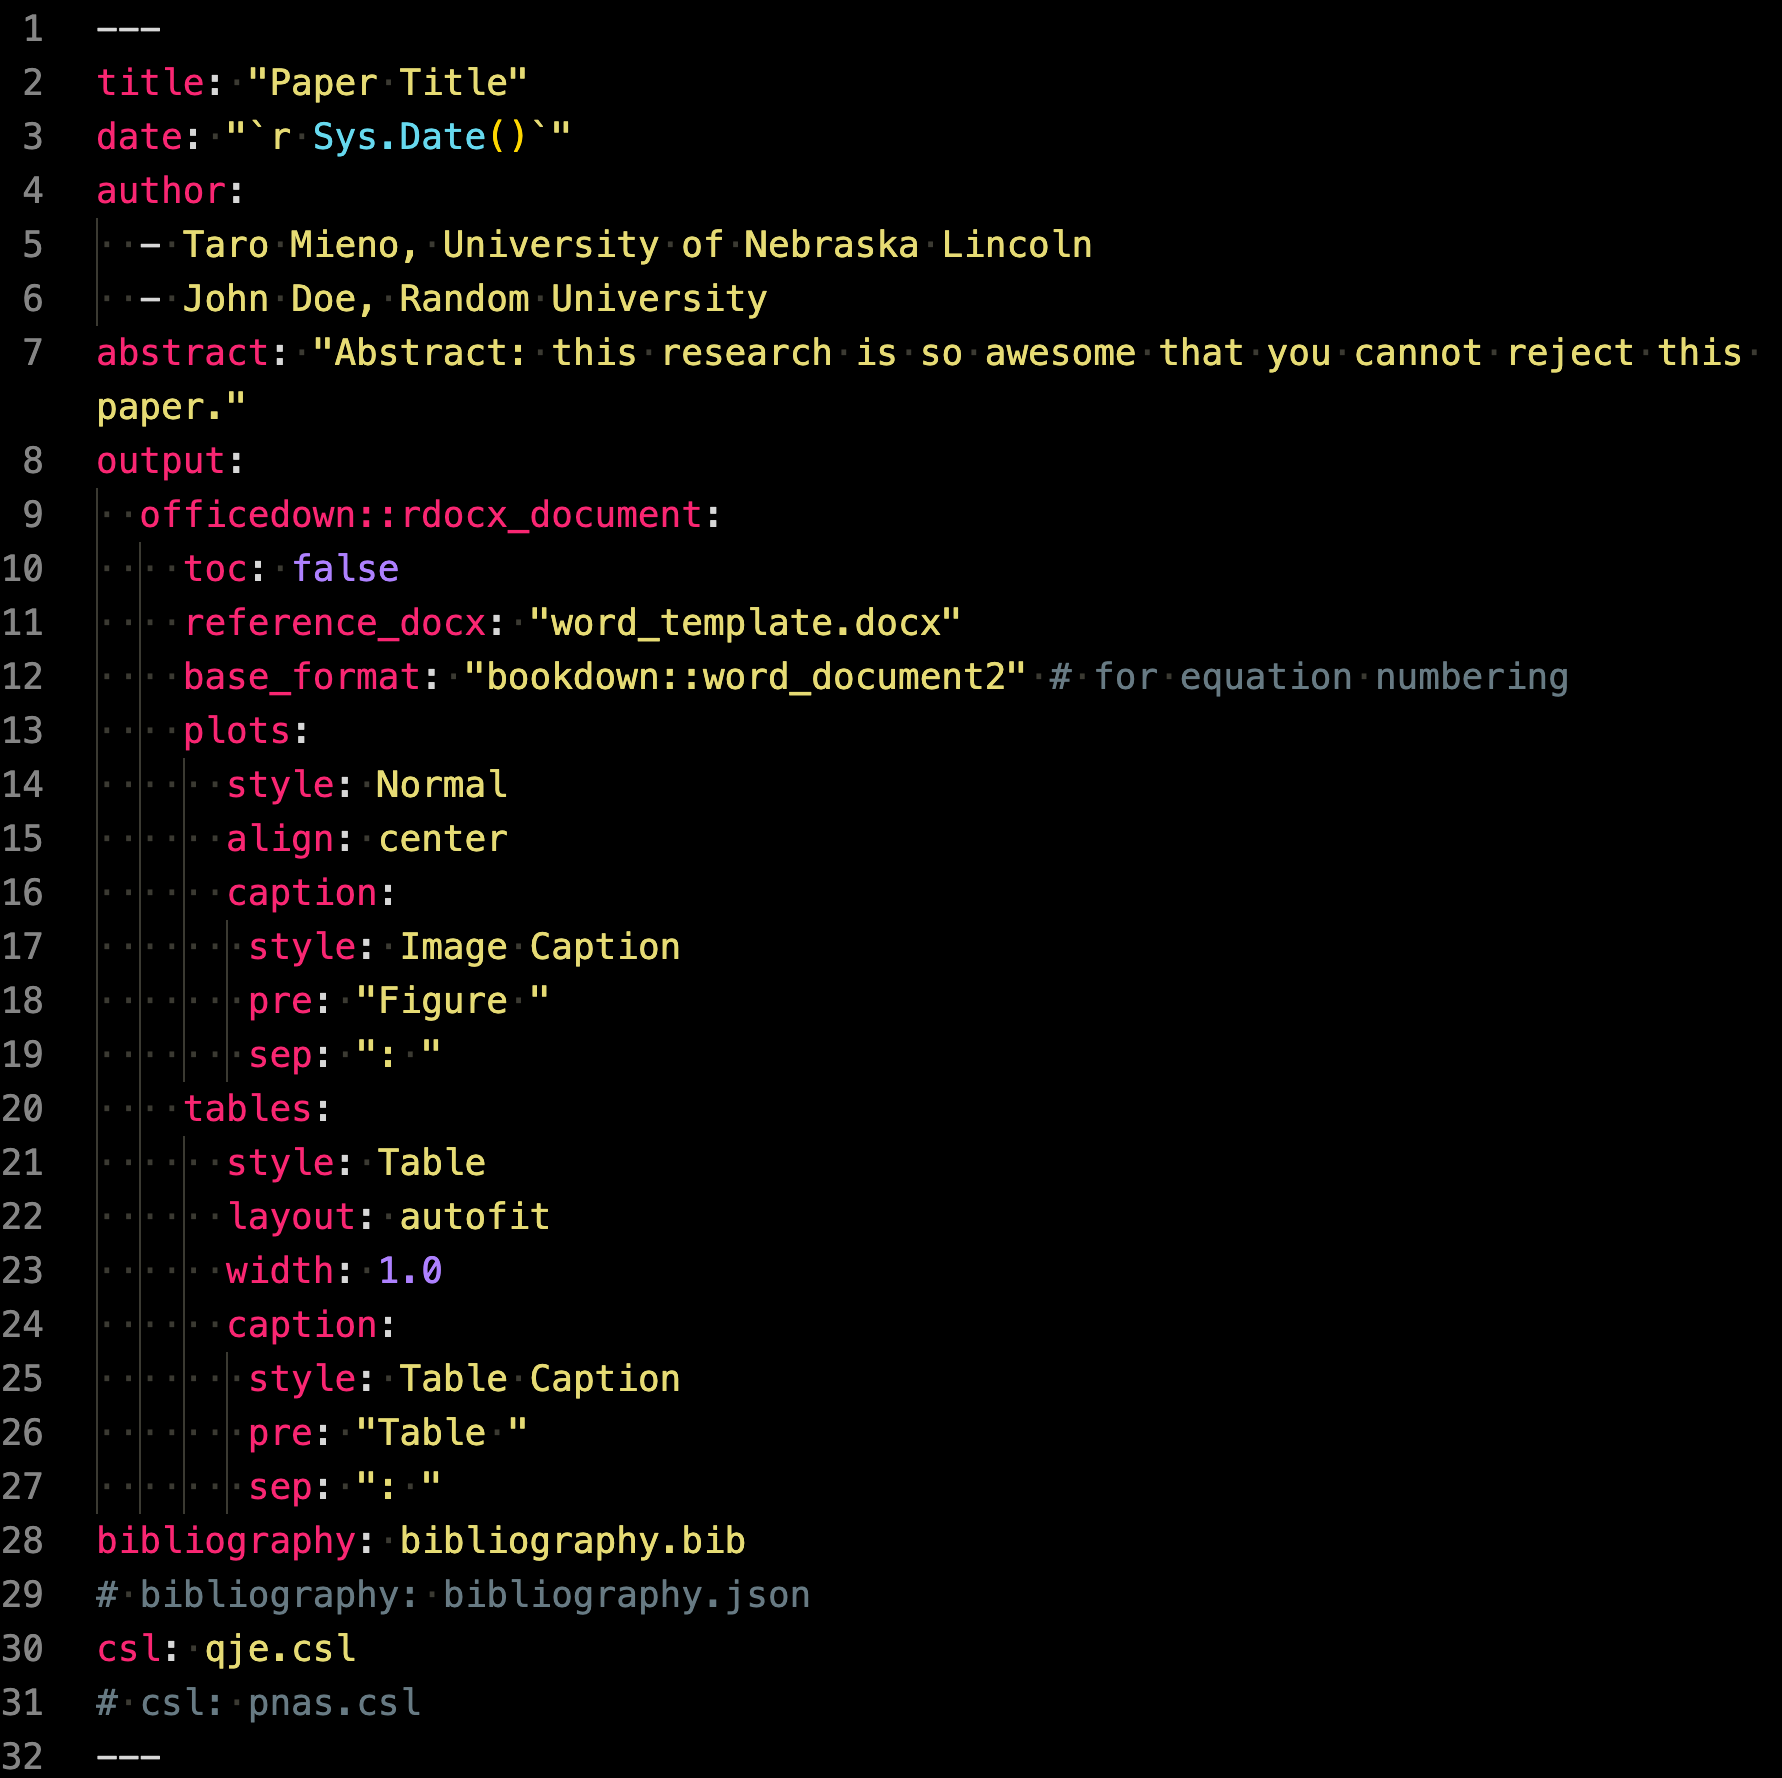 1 ---
2 title: "Paper Title"
3 date: "`r Sys.Date()`"
4 author:
5   - Taro Mieno, University of Nebraska Lincoln
6   - John Doe, Random University
7 abstract: "Abstract: this research is so awesome that you cannot reject this
paper."
8 output:
9   officedown::rdocx_document:
10     toc: false
11     reference_docx: "word_template.docx"
12     base_format: "bookdown::word_document2" # for equation numbering
13     plots:
14       style: Normal
15       align: center
16       caption:
17        style: Image Caption
18        pre: "Figure "
19        sep: ": "
20     tables:
21       style: Table
22       layout: autofit
23       width: 1.0
24       caption:
25        style: Table Caption
26        pre: "Table "
27        sep: ": "
28 bibliography: bibliography.bib
29 # bibliography: bibliography.json
30 csl: qje.csl
31 # csl: pnas.csl
32 ---